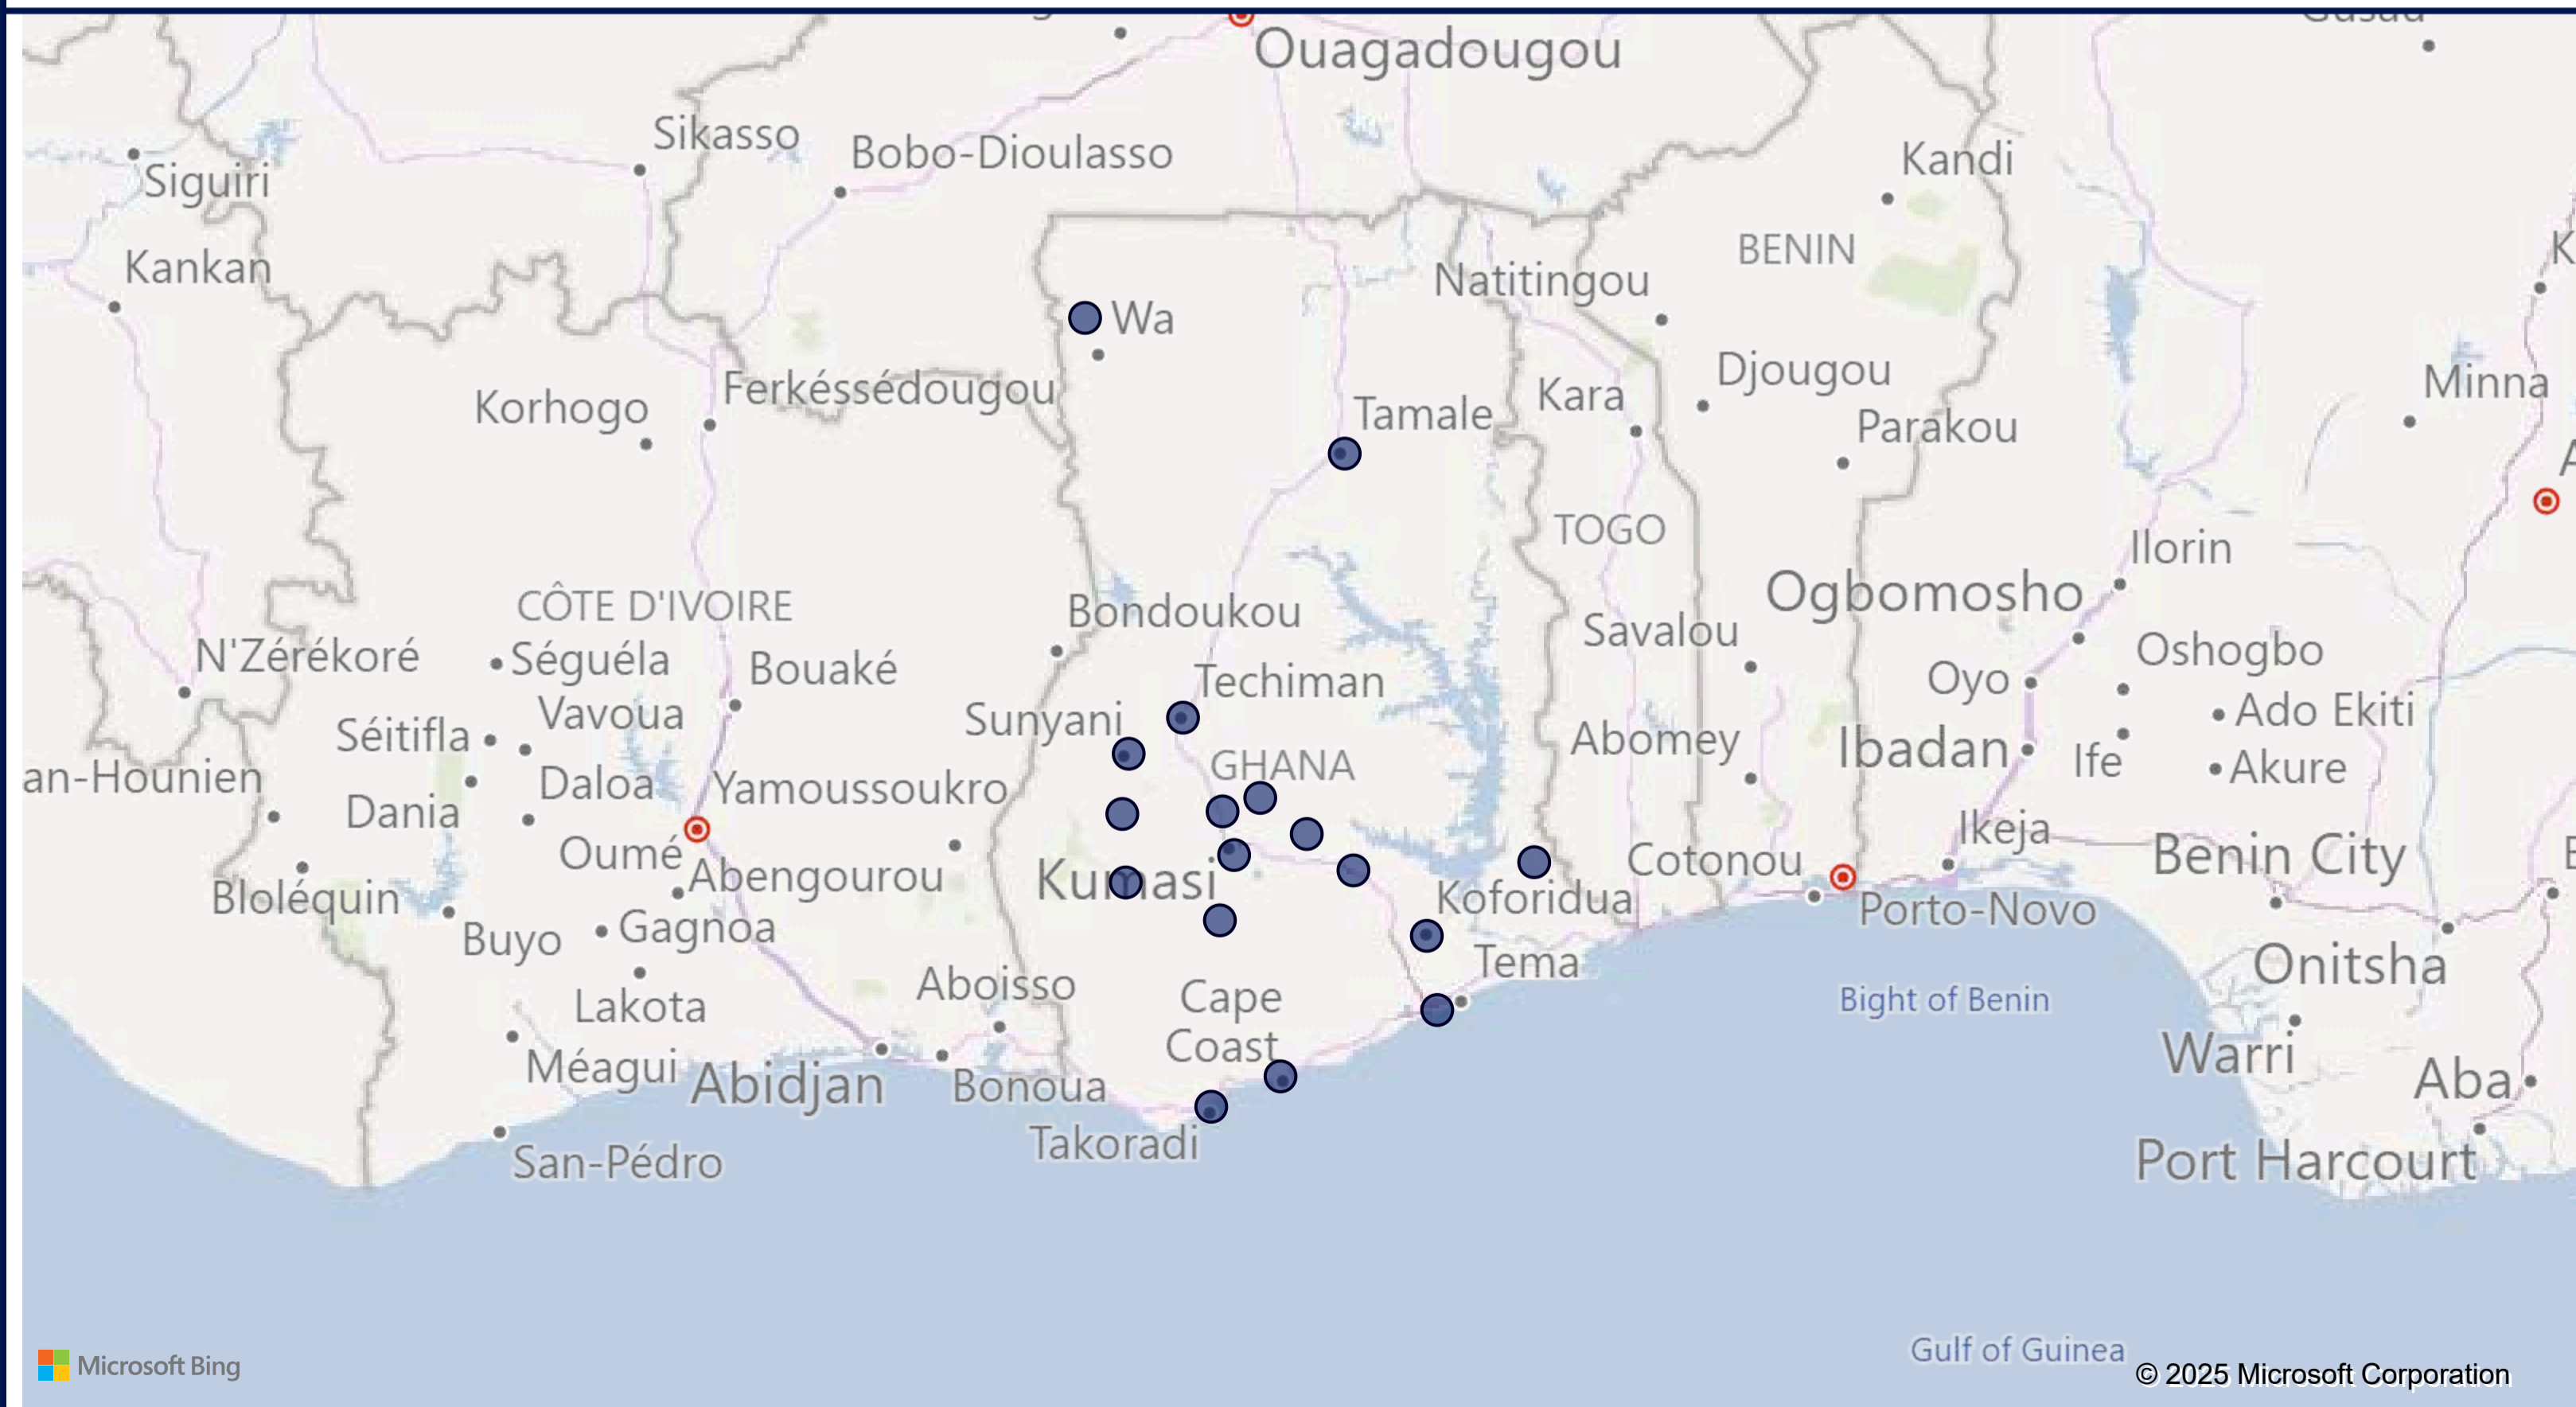 Ouagadougou
Sikasso
Bobo-Dioulasso
Kandi
Siguiri
BENIN
Kankan
Natitingou
Wa
Djougou
Minna
Ferkéssédougou
Kara
Korhogo
Tamale
Parakou
TOGO
Ilorin
Ogbomosho
CÔTE D'IVOIRE
Bondoukou
Savalou
Oshogbo
N'Zérékoré
Séguéla
Bouaké
Techiman
Oyo
Ado Ekiti
Vavoua
Sunyani
Séitifla
Abomey
Ibadan
Ife
GHANA
Akure
an-Hounien
Daloa
Yamoussoukro
Dania
Ikeja
Oumé
Cotonou
Benin City
Abengourou
Kumasi
Bloléquin
Koforidua
Porto-Novo
Gagnoa
Buyo
Tema
Onitsha
Aboisso
Cape
Coast
Bight of Benin
Lakota
Méagui
Abidjan
Bonoua
Warri
Aba
Takoradi
San-Pédro
Port Harcourt
Gulf of Guinea
Microsoft Bing
© 2025 Microsoft Corporation